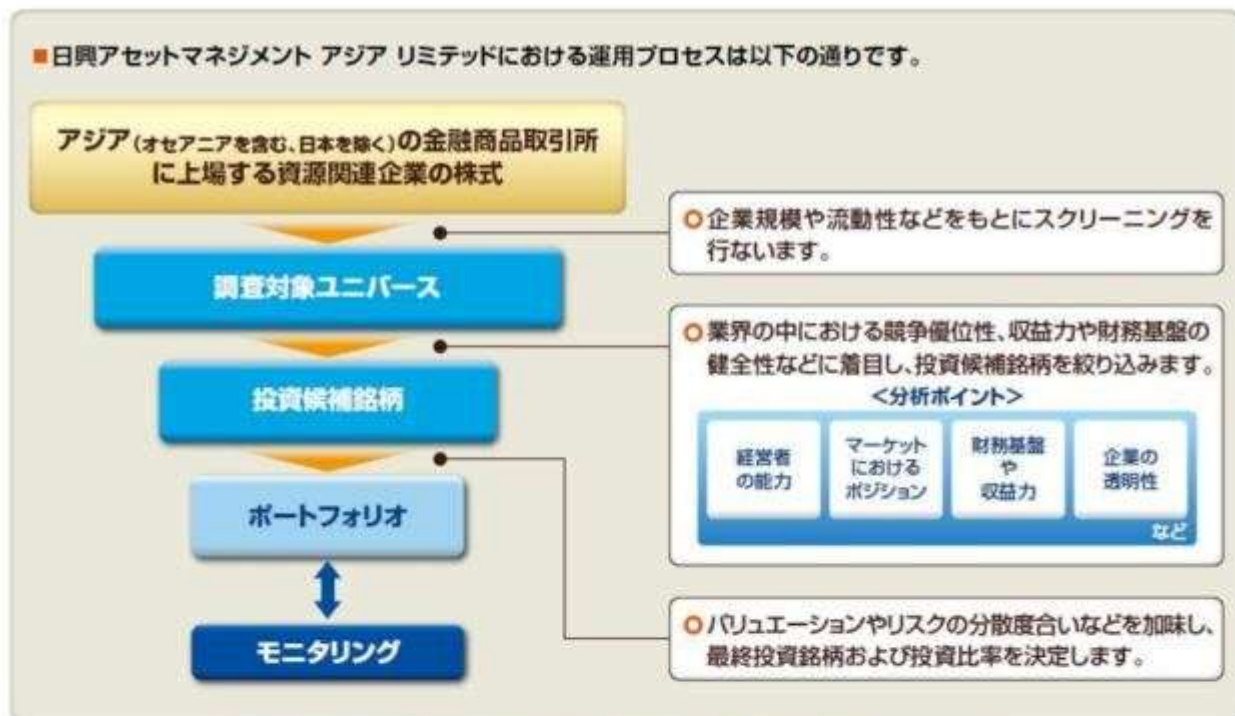 ■日興アセットマネジメント アジア リミテッドにおける運用プロセスは以下の通りです。
アジア(オセアニアを含む、日本を除く)の金融商品取引所
に上場する資源関連企業の株式
○企業規模や流動性などをもとにスクリーニングを
行ないます。
調査対象ユニバース
○業界の中における競争優位性、収益力や財務基盤の
健全性などに着目し、投資候補銘柄を絞り込みます。
<分析ポイント>
経営者
の能力
マーケット
における
ポジション
財務基盤
や
収益力
企業の
透明性
など
投資候補銘柄
ポートフォリオ
○バリュエーションやリスクの分散度合いなどを加味し、
最終投資銘柄および投資比率を決定します。
モニタリング